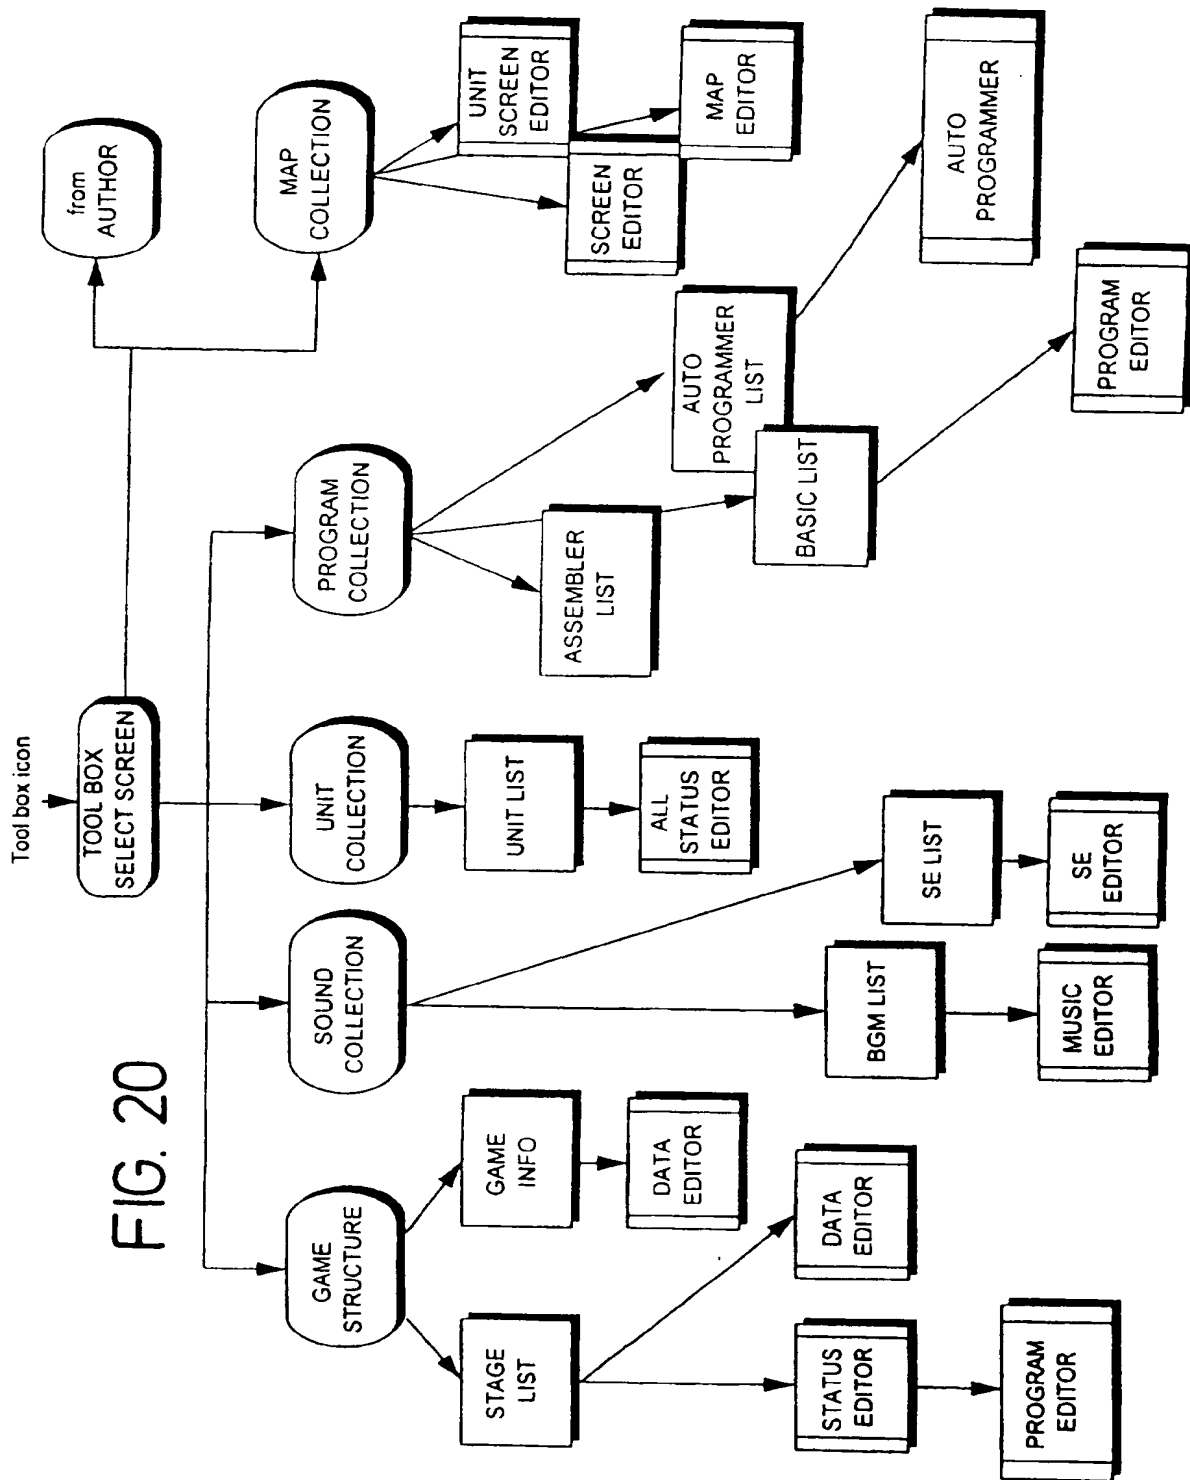 FIG. 20
Tool box icon
TOOL BOX
SELECT SCREEN
from
AUTHOR
MAP
COLLECTION
UNIT
SCREEN
EDITOR
SCREEN
EDITOR
MAP
EDITOR
PROGRAM
COLLECTION
ASSEMBLER
LIST
BASIC LIST
AUTO
PROGRAMMER
LIST
AUTO
PROGRAMMER
PROGRAM
EDITOR
UNIT
COLLECTION
UNIT LIST
ALL
STATUS
EDITOR
SOUND
COLLECTION
SE LIST
SE
EDITOR
BGM LIST
MUSIC
EDITOR
GAME
STRUCTURE
GAME
INFO
DATA
EDITOR
STAGE
LIST
DATA
EDITOR
STATUS
EDITOR
PROGRAM
EDITOR